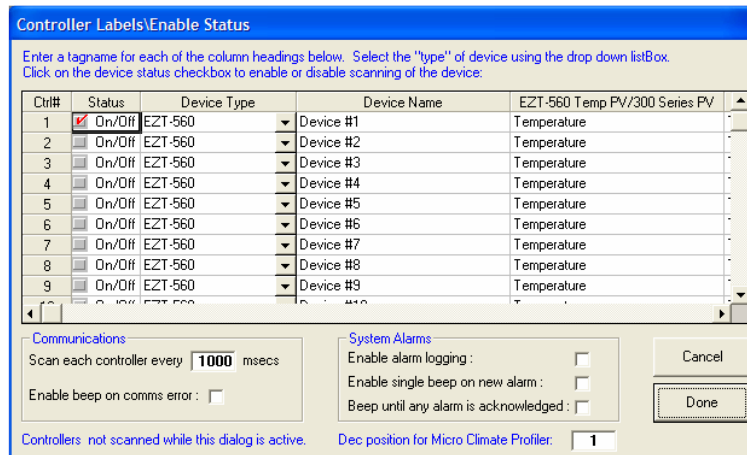 Controller Labels\Enable Status
Enter a tagname for each of the column headings below. Select the "type" of device using the drop down listBox.
Click on the device status checkbox to enable or disable scanning of the device:
Ctrl# Status Device Type Device Name EZT-560 Temp PV/300 Series PV
1 On/Off EZT-560 Device #1 Temperature
2 On/Off EZT-560 Device #2 Temperature
3 On/Off EZT-560 Device #3 Temperature
4 On/Off EZT-560 Device #4 Temperature
5 On/Off EZT-560 Device #5 Temperature
6 On/Off EZT-560 Device #6 Temperature
7 On/Off EZT-560 Device #7 Temperature
8 On/Off EZT-560 Device #8 Temperature
9 On/Off EZT-560 Device #9 Temperature
Communications
Scan each controller every 1000 msecs
Enable beep on comms error :
System Alarms
Enable alarm logging :
Enable single beep on new alarm :
Beep until any alarm is acknowledged :
Cancel
Done
Controllers not scanned while this dialog is active.
Dec position for Micro Climate Profiler: 1